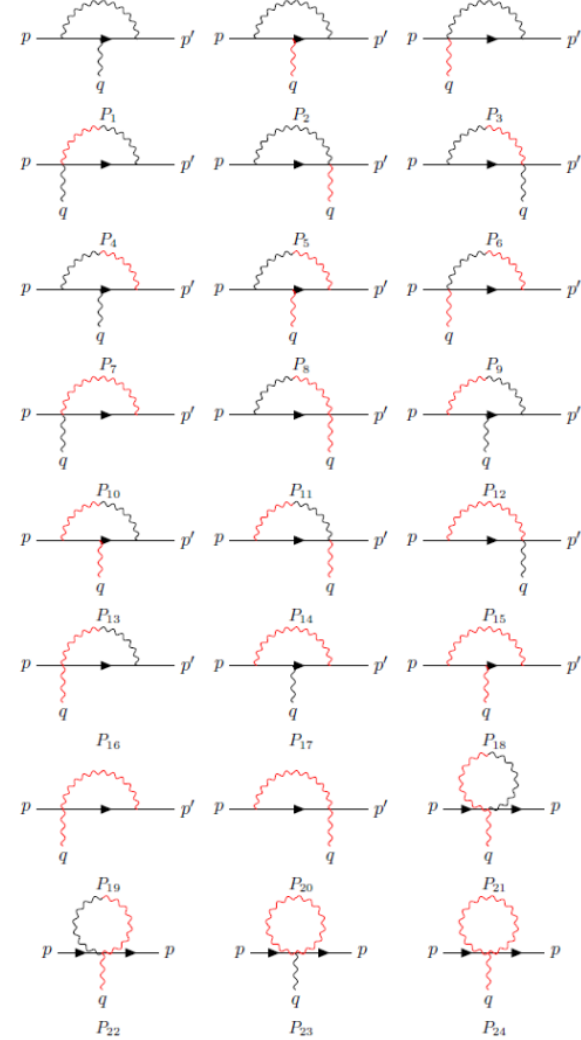 p p′ p p′ p p′
q q q
P₁ P₂ P₃
p p′ p p′ p p′
q q q
P₄ P₅ P₆
p p′ p p′ p p′
q q q
P₇ P₈ P₉
p p′ p p′ p p′
q q q
P₁₀ P₁₁ P₁₂
p p′ p p′ p p′
q q q
P₁₃ P₁₄ P₁₅
p p′ p p′ p p′
q q q
P₁₆ P₁₇ P₁₈
p p′ p p′ p p
q q q
P₁₉ P₂₀ P₂₁
p p p p p p
q q q
P₂₂ P₂₃ P₂₄